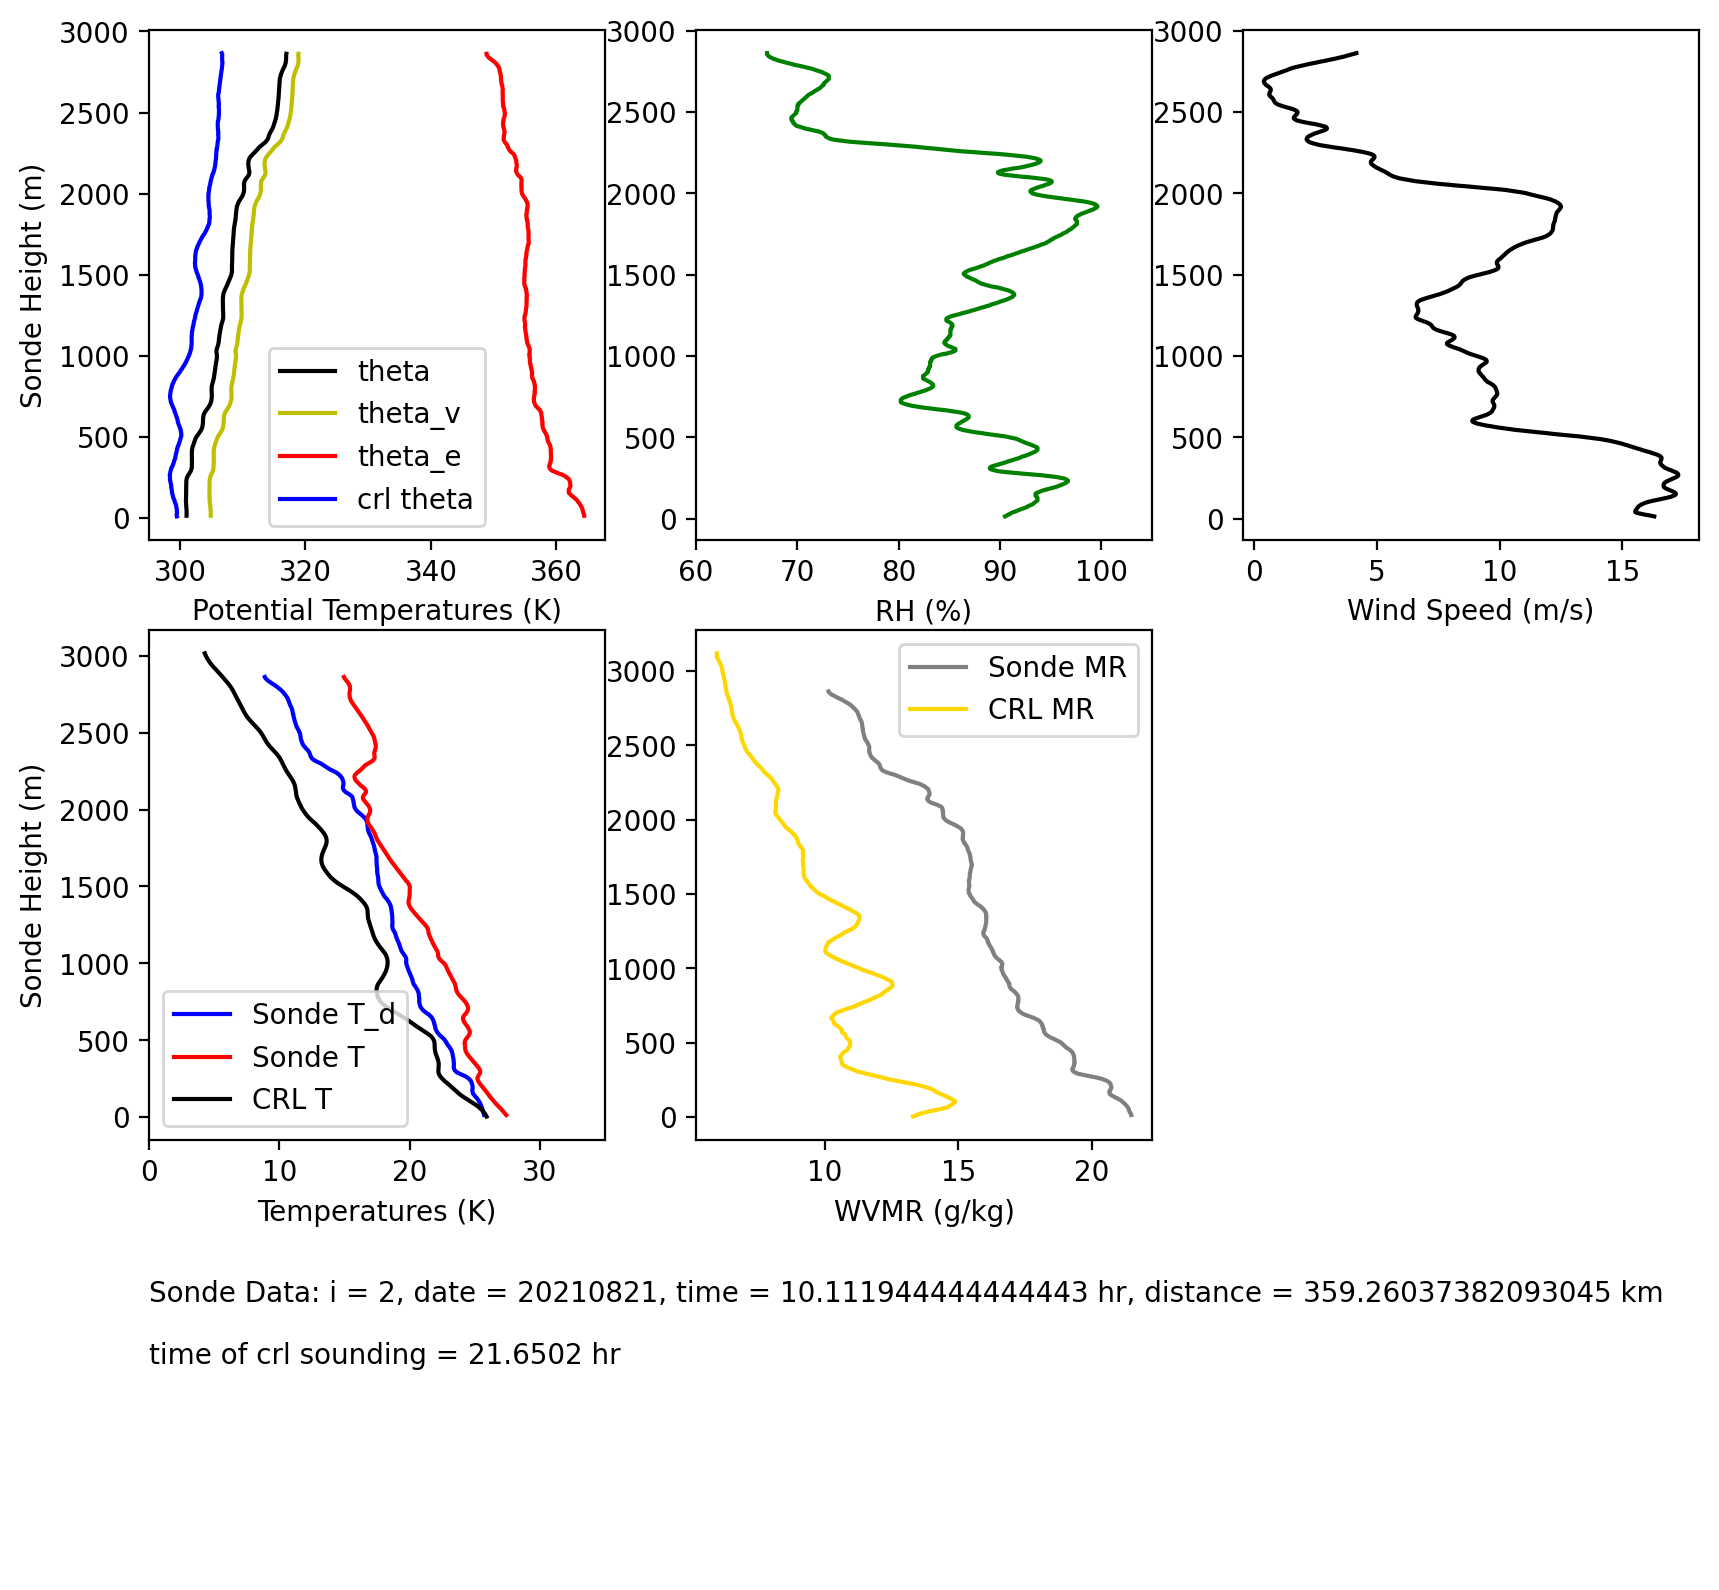 3000
2500
2000
1500
1000
500
0
Sonde Height (m)
theta
theta_v
theta_e
crl theta
300 320 340 360
Potential Temperatures (K)
3000
2500
2000
1500
1000
500
0
60 70 80 90 100
RH (%)
3000
2500
2000
1500
1000
500
0
0 5 10 15
Wind Speed (m/s)
3000
2500
2000
1500
1000
500
0
Sonde Height (m)
Sonde T_d
Sonde T
CRL T
0 10 20 30
Temperatures (K)
3000
2500
2000
1500
1000
500
0
Sonde MR
CRL MR
10 15 20
WVMR (g/kg)
Sonde Data: i = 2, date = 20210821, time = 10.111944444444443 hr, distance = 359.26037382093045 km
time of crl sounding = 21.6502 hr